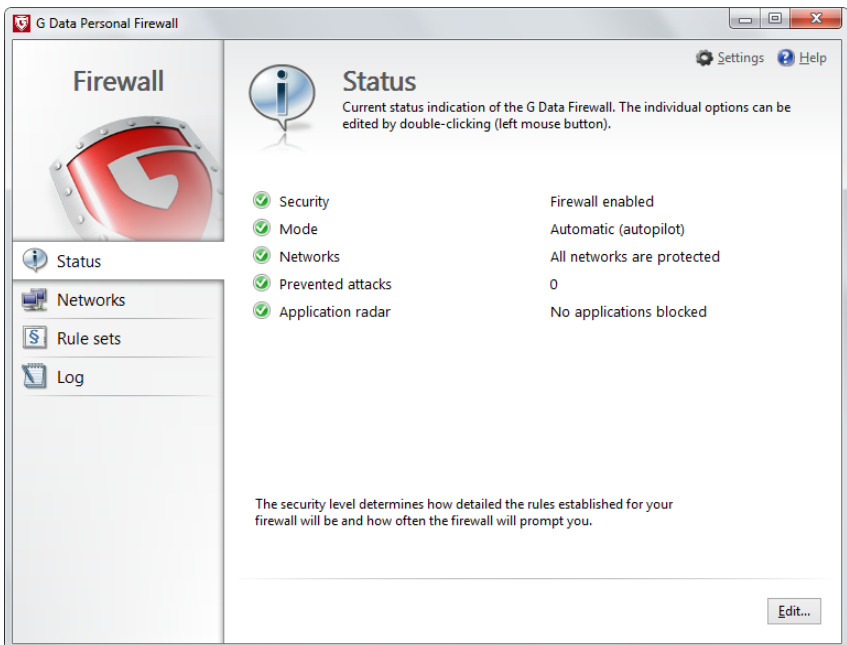 G Data Personal Firewall
Settings Help
Firewall
Status
Current status indication of the G Data Firewall. The individual options can be
edited by double-clicking (left mouse button).
Security Firewall enabled
Mode Automatic (autopilot)
Networks All networks are protected
Prevented attacks 0
Application radar No applications blocked
Status
Networks
§ Rule sets
Log
The security level determines how detailed the rules established for your
firewall will be and how often the firewall will prompt you.
Edit...